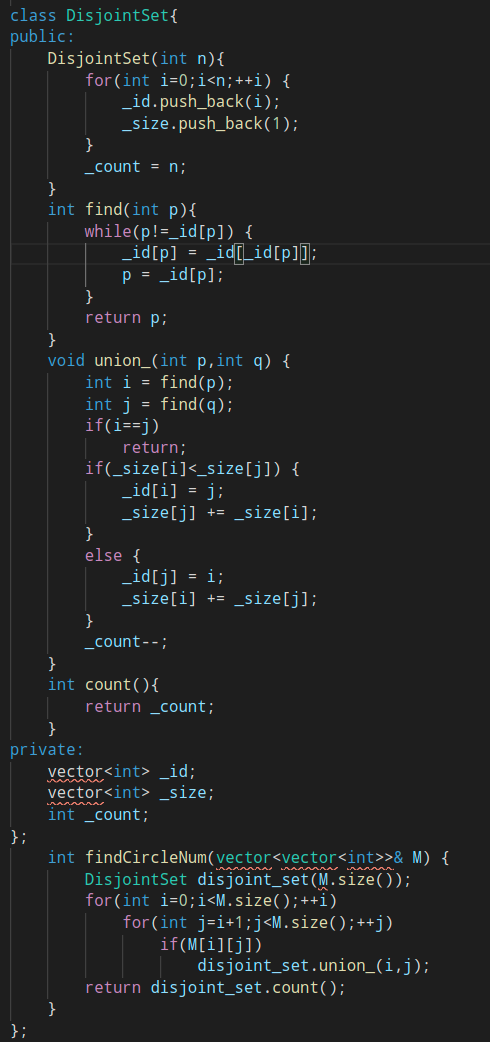 class DisjointSet{
public:
    DisjointSet(int n){
        for(int i=0;i<n;++i) {
            _id.push_back(i);
            _size.push_back(1);
        }
        _count = n;
    }
    int find(int p){
        while(p!=_id[p]) {
            _id[p] = _id[_id[p]];
            p = _id[p];
        }
        return p;
    }
    void union_(int p,int q) {
        int i = find(p);
        int j = find(q);
        if(i==j)
            return;
        if(_size[i]<_size[j]) {
            _id[i] = j;
            _size[j] += _size[i];
        }
        else {
            _id[j] = i;
            _size[i] += _size[j];
        }
        _count--;
    }
    int count(){
        return _count;
    }
private:
    vector<int> _id;
    vector<int> _size;
    int _count;
};
    int findCircleNum(vector<vector<int>>& M) {
        DisjointSet disjoint_set(M.size());
        for(int i=0;i<M.size();++i)
            for(int j=i+1;j<M.size();++j)
                if(M[i][j])
                    disjoint_set.union_(i,j);
        return disjoint_set.count();
    }
};